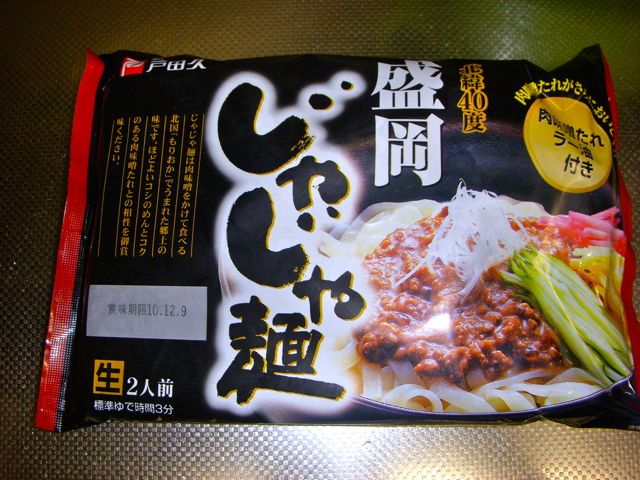 戸田久
北緯40度
盛岡
じゃじゃ麺
肉味噌たれ
ラー油
付き
じゃじゃ麺は肉味噌をかけて食べる
北国「もりおか」でうまれた郷土の
味です。ほどよいコシのめんとコク
のある肉味噌たれとの相性を御賞
味ください。
賞味期限10.12.9
生 2人前
標準ゆで時間3分